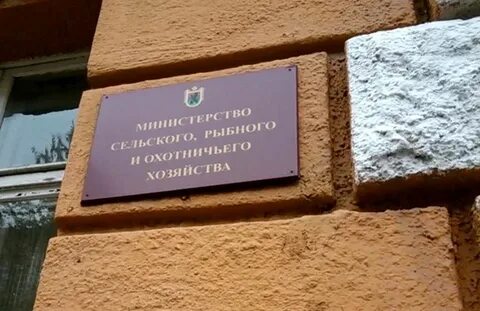 МИНИСТЕРСТВО
СЕЛЬСКОГО, РЫБНОГО
И ОХОТНИЧЬЕГО
ХОЗЯЙСТВА